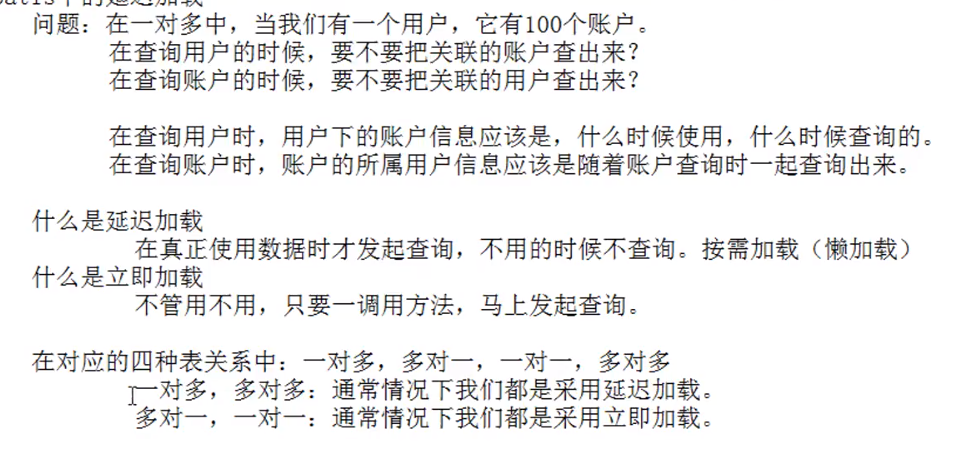 问题：在一对多中，当我们有一个用户，它有100个账户。
在查询用户的时候，要不要把关联的账户查出来？
在查询账户的时候，要不要把关联的用户查出来？
在查询用户时，用户下的账户信息应该是，什么时候使用，什么时候查询的。
在查询账户时，账户的所属用户信息应该是随着账户查询时一起查询出来。
什么是延迟加载
在真正使用数据时才发起查询，不用的时候不查询。按需加载（懒加载）
什么是立即加载
不管用不用，只要一调用方法，马上发起查询。
在对应的四种表关系中：一对多，多对一，一对一，多对多
一对多，多对多：通常情况下我们都是采用延迟加载。
多对一，一对一：通常情况下我们都是采用立即加载。